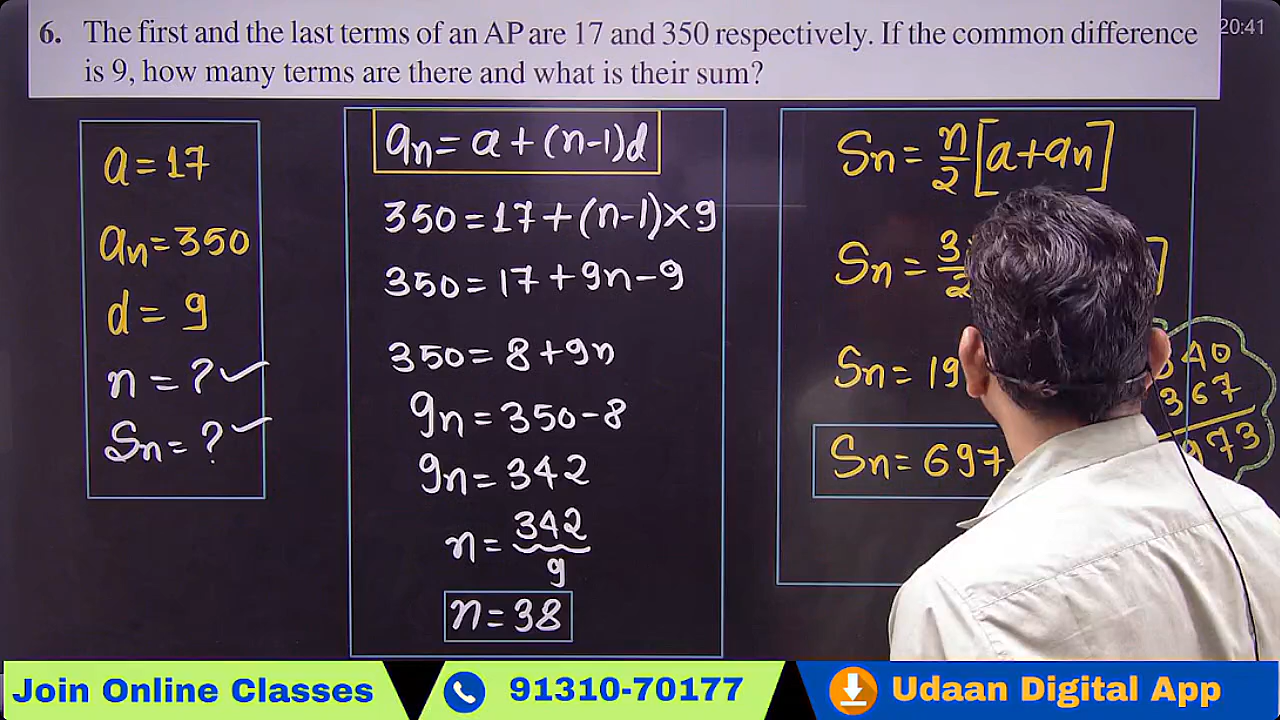 6. The first and the last terms of an AP are 17 and 350 respectively. If the common difference
is 9, how many terms are there and what is their sum?
20:41
a = 17
an = 350
d = 9
n = ?
Sn = ?
an = a + (n-1)d
350 = 17 + (n-1) × 9
350 = 17 + 9n - 9
350 = 8 + 9n
9n = 350 - 8
9n = 342
n = 342/9
n = 38
Sn = n/2 [a + an]
Sn = 3 /2 ]
Sn = 19
Sn = 697
40
367
973
Join Online Classes
91310-70177
Udaan Digital App